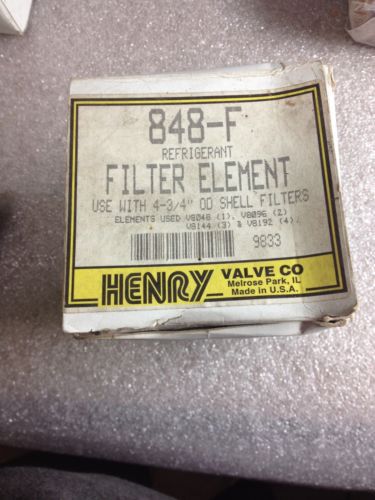 848-F
REFRIGERANT
FILTER ELEMENT
USE WITH 4-3/4" OD SHELL FILTERS
ELEMENTS USED V8048 (1), V8096 (2)
V8144 (3) & V8192 (4).
9833
HENRY VALVE CO
Melrose Park, IL
Made in U.S.A.